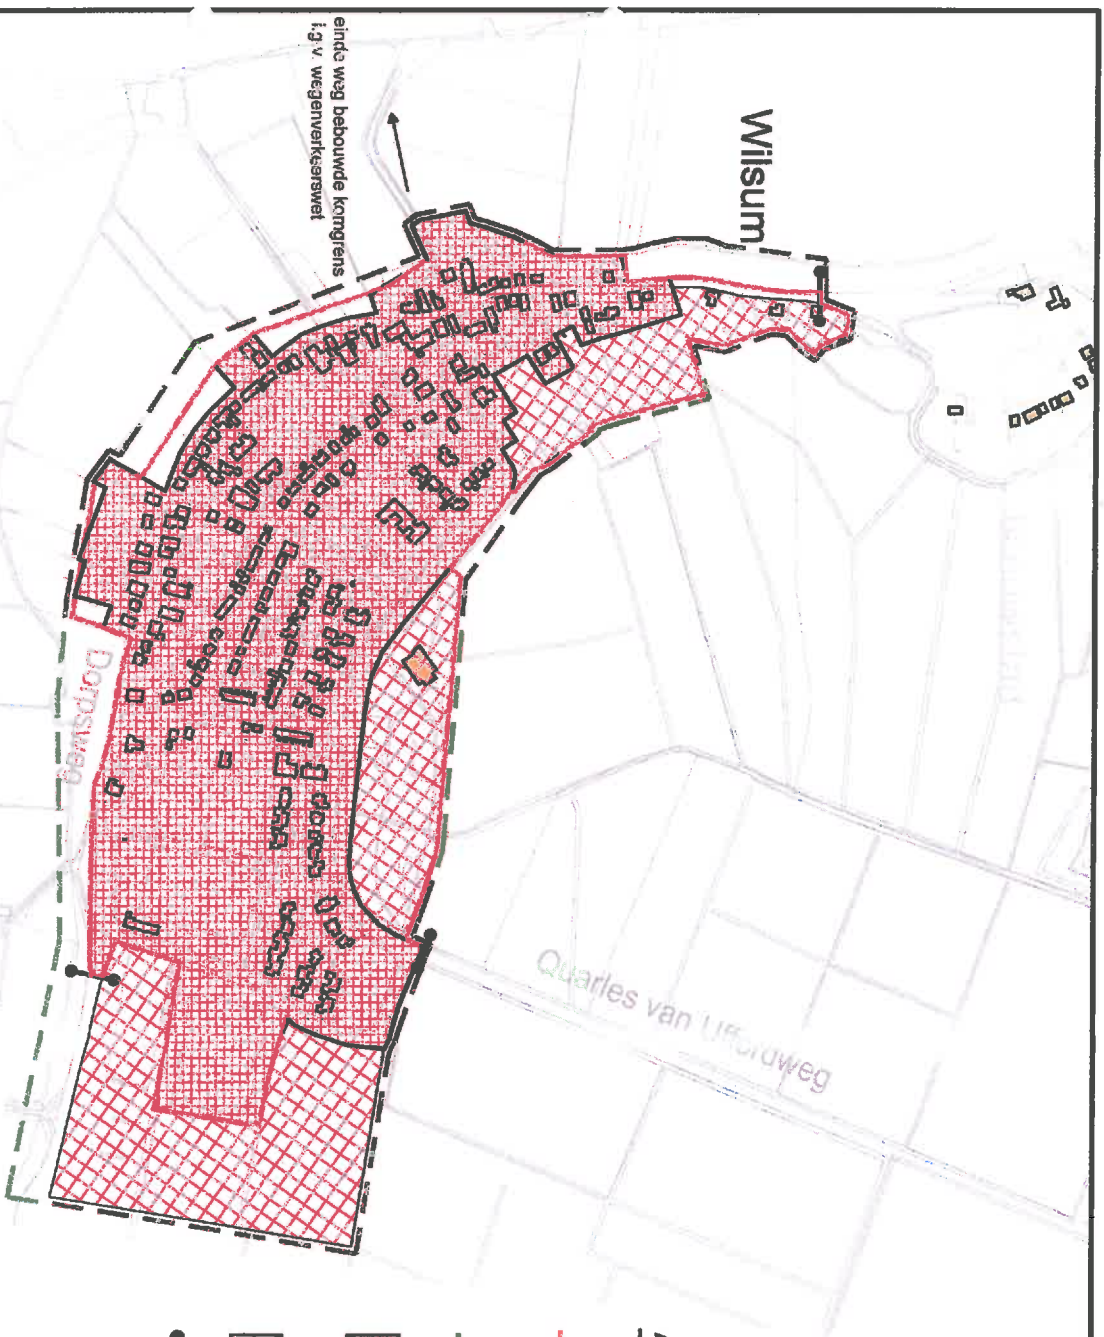 Wilsum
einde weg bebouwde komgrens
i.g.v. wegenverkeerswet
Dorpsweg
Quarles van Uffordweg